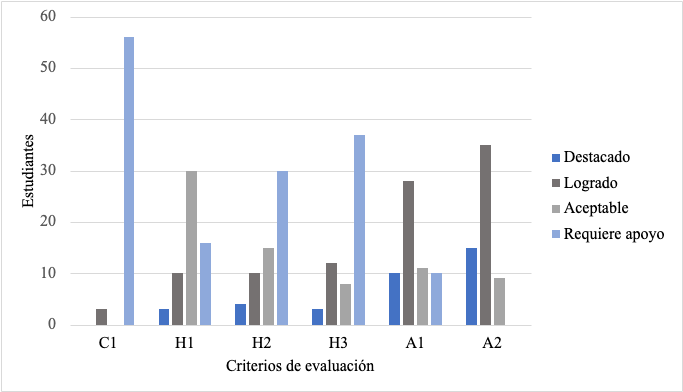 60
50
40
30
20
10
0
Estudiantes
C1 H1 H2 H3 A1 A2
Criterios de evaluación
Destacado
Logrado
Aceptable
Requiere apoyo